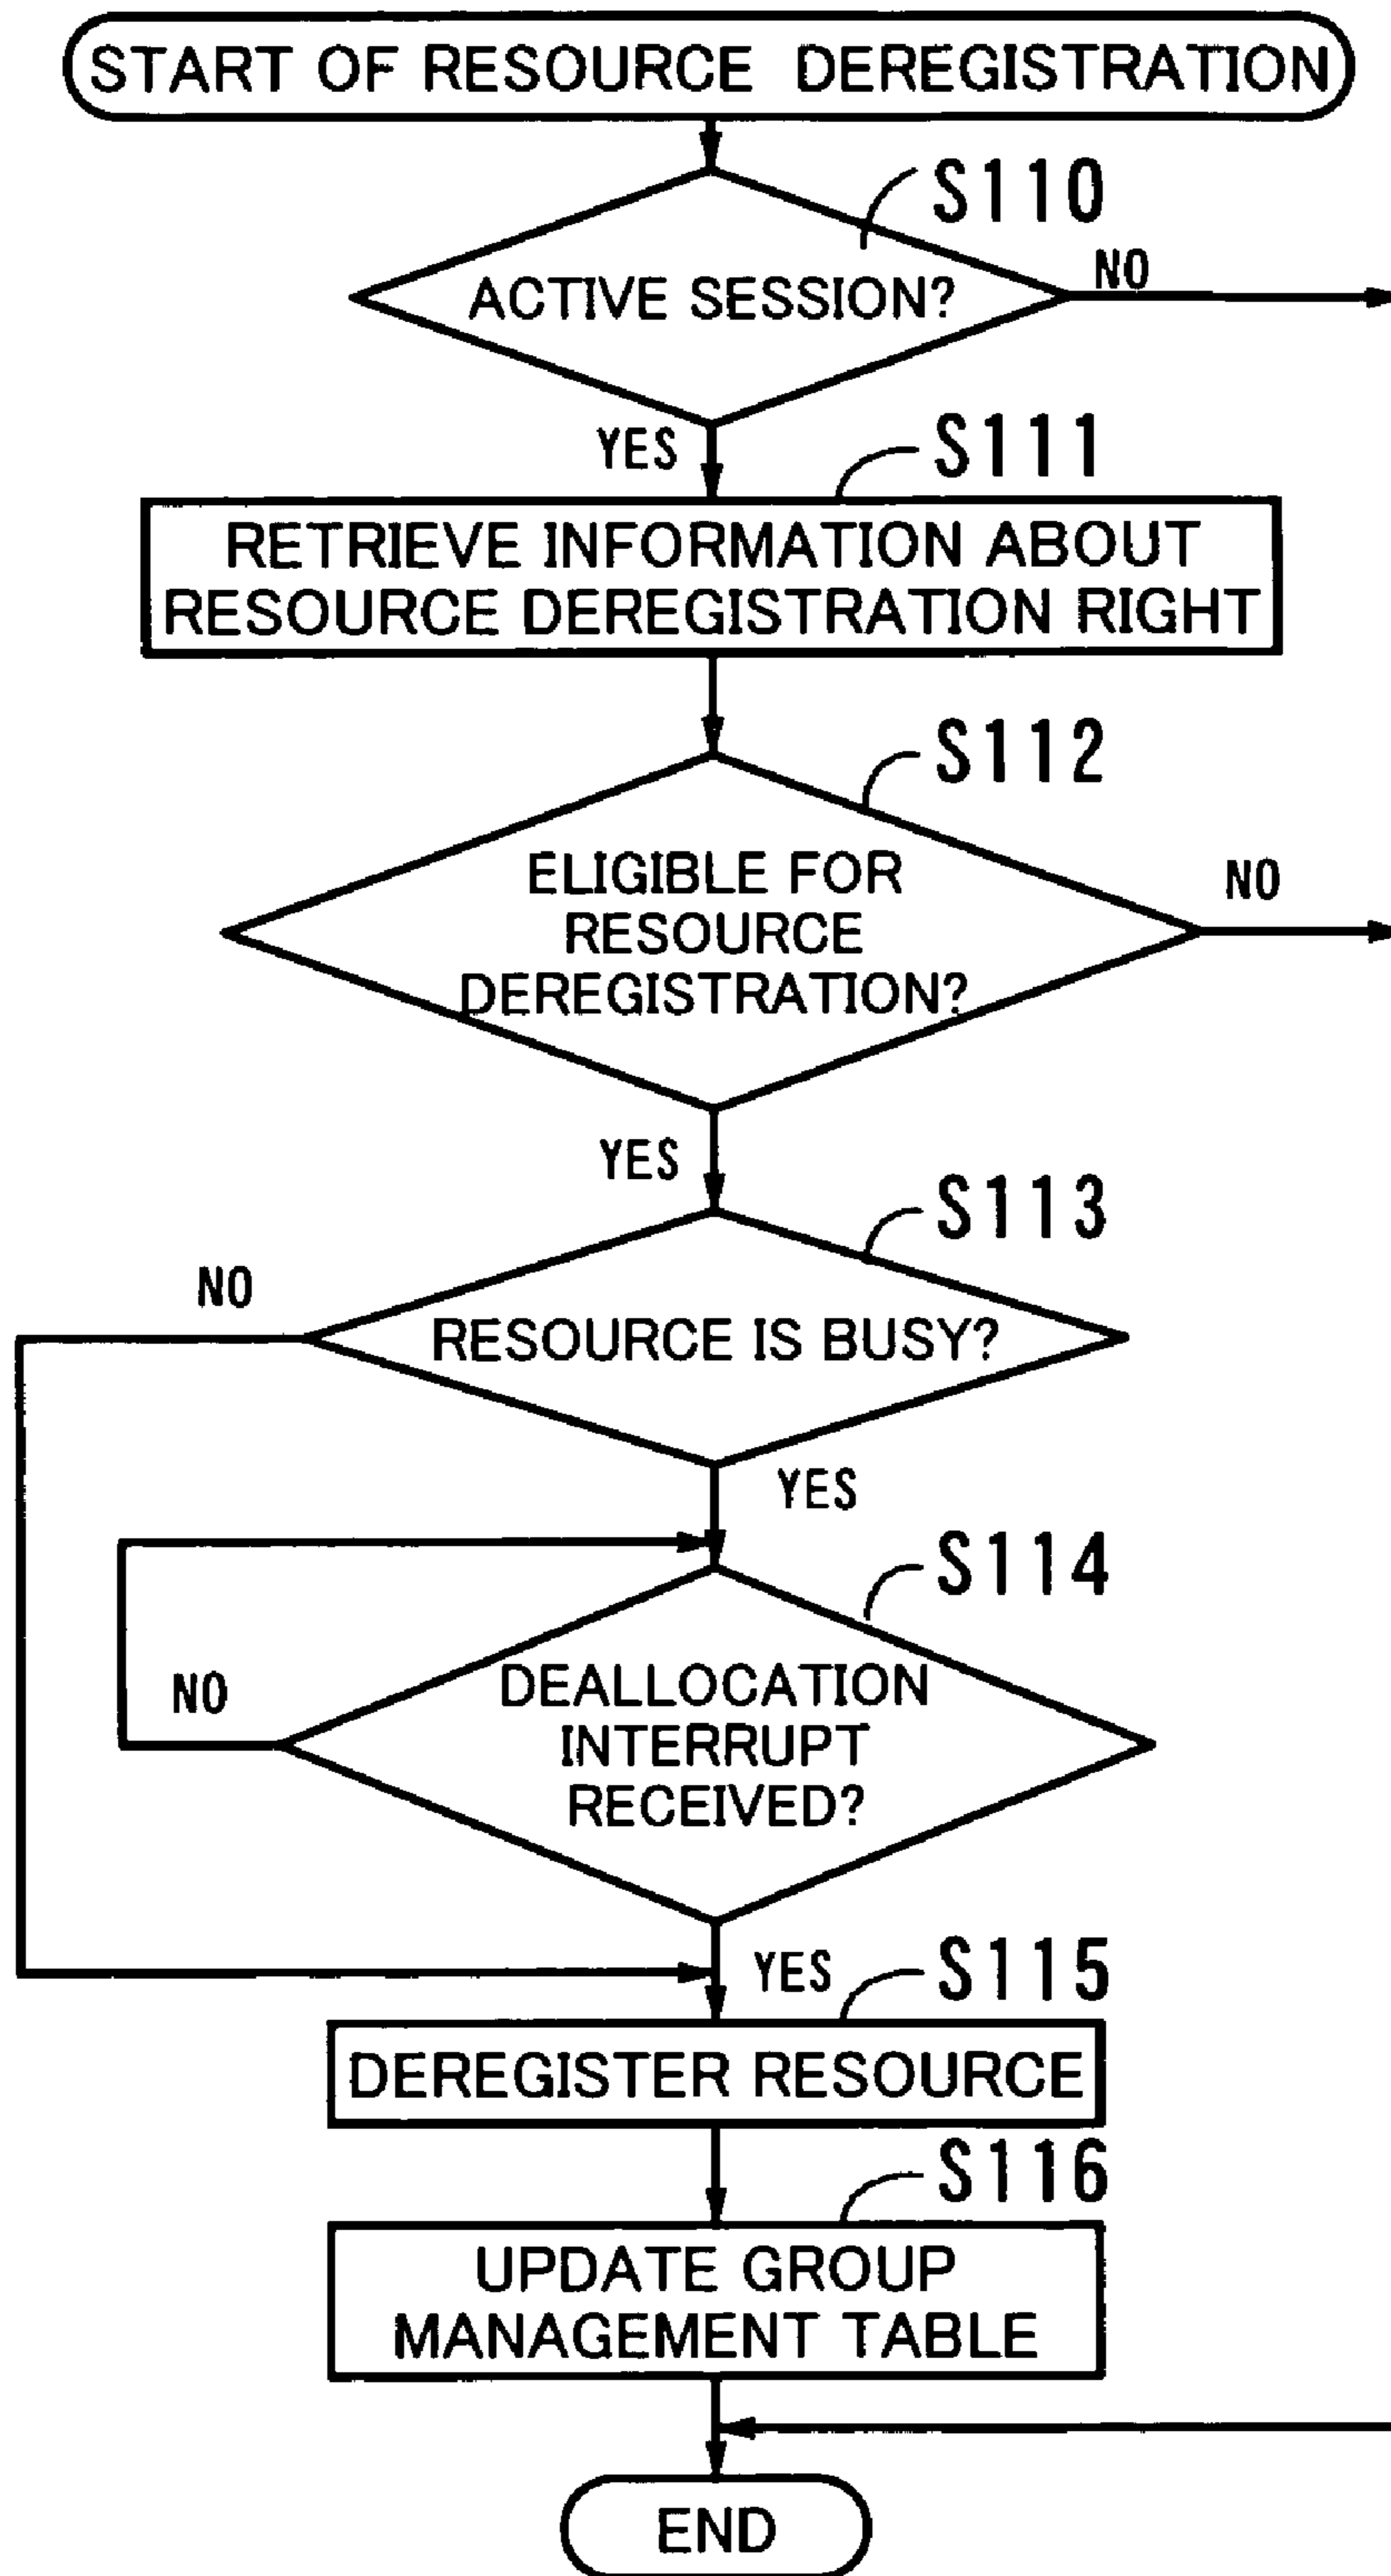 START OF RESOURCE DEREGISTRATION
S110
ACTIVE SESSION?
NO
YES
S111
RETRIEVE INFORMATION ABOUT
RESOURCE DEREGISTRATION RIGHT
S112
ELIGIBLE FOR
RESOURCE
DEREGISTRATION?
NO
YES
S113
NO
RESOURCE IS BUSY?
YES
S114
DEALLOCATION
INTERRUPT
RECEIVED?
NO
YES
S115
DEREGISTER RESOURCE
S116
UPDATE GROUP
MANAGEMENT TABLE
END